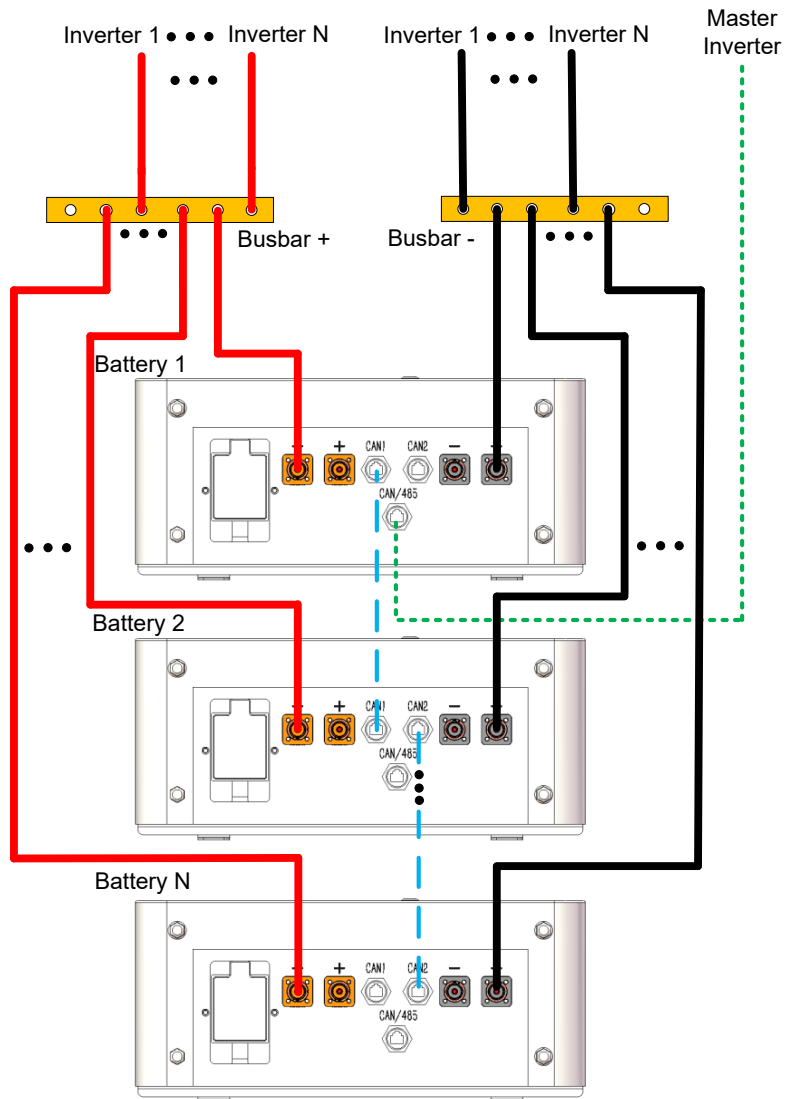 Master
Inverter
Inverter 1 ••• Inverter N
•••
Inverter 1 ••• Inverter N
•••
•••
Busbar +
Busbar -
•••
Battery 1
+ CAN1 CAN2 −
CAN/485
•••
•••
Battery 2
+ CAN1 CAN2 −
CAN/485
Battery N
+ CAN1 CAN2 −
CAN/485